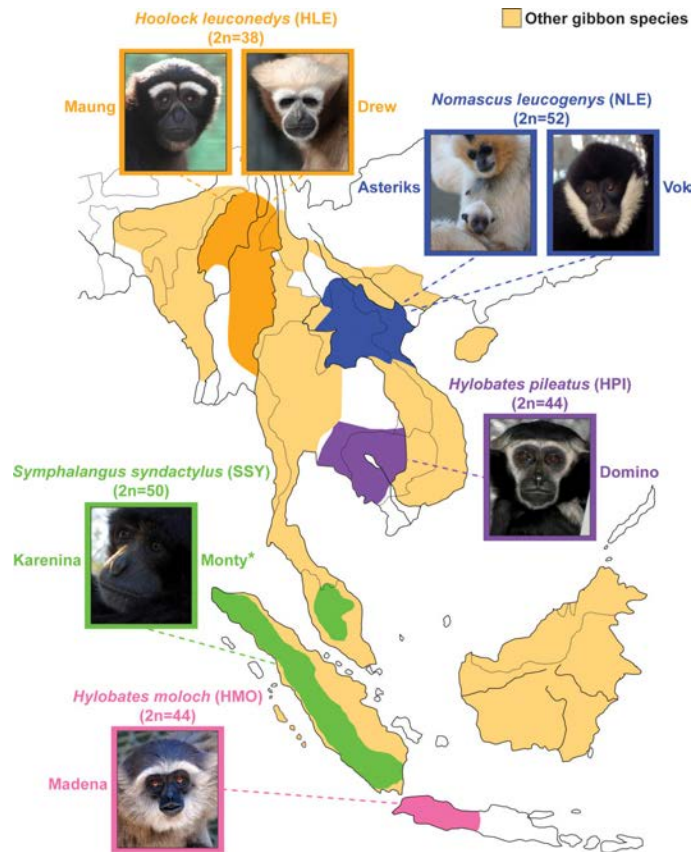 Hoolock leuconedys (HLE)
(2n=38)
Other gibbon species
Maung
Drew
Nomascus leucogenys (NLE)
(2n=52)
Asteriks
Vok
Hylobates pileatus (HPI)
(2n=44)
Domino
Symphalangus syndactylus (SSY)
(2n=50)
Karenina
Monty*
Hylobates moloch (HMO)
(2n=44)
Madena